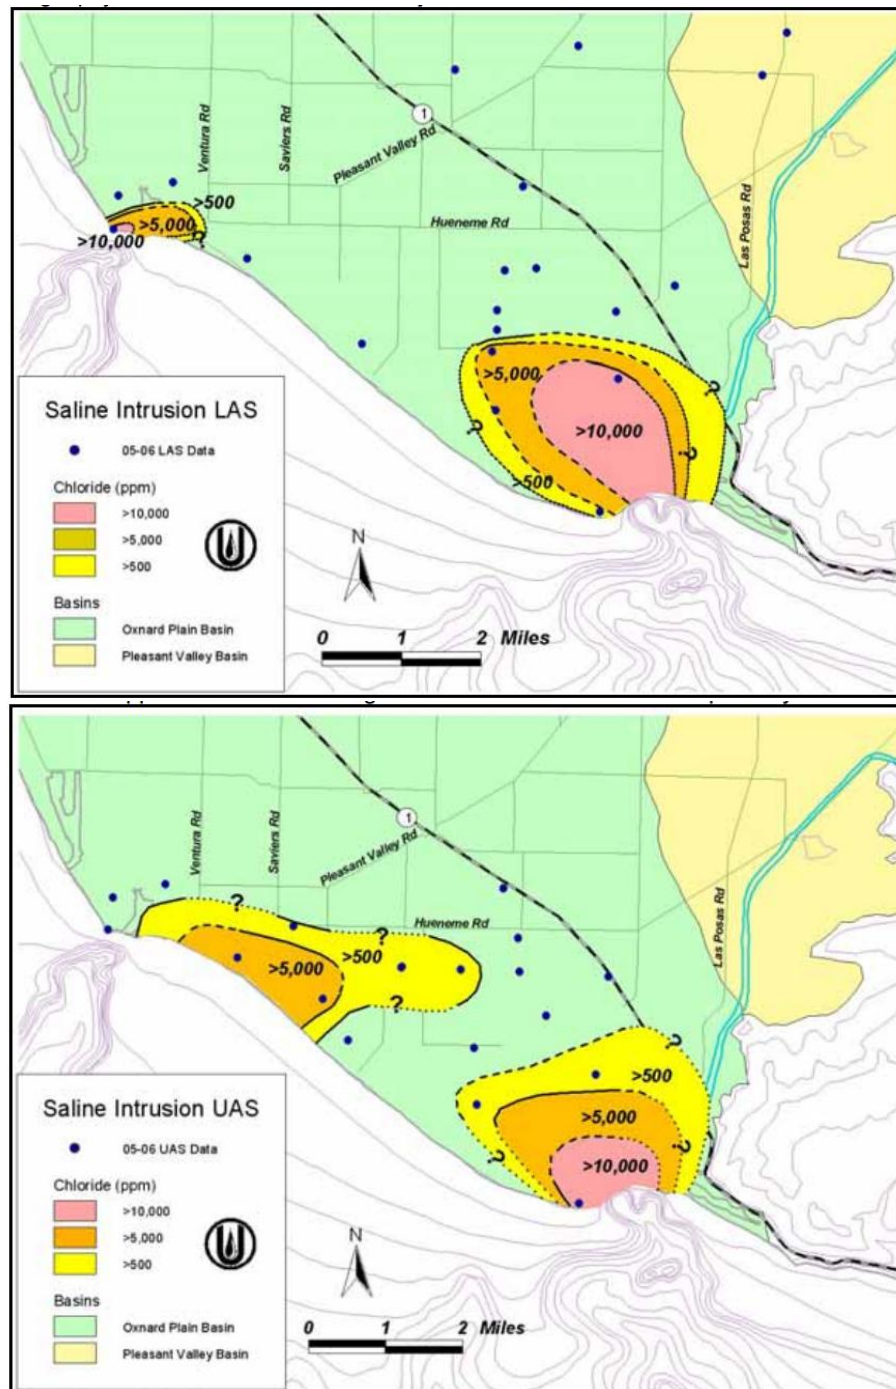 1
Ventura Rd
Saviers Rd
Pleasant Valley Rd
Las Posas Rd
>500
>5,000
>10,000
?
Hueneme Rd
>5,000
>10,000
>500
?
?
?
Saline Intrusion LAS
05-06 LAS Data
Chloride (ppm)
>10,000
>5,000
>500
Basins
Oxnard Plain Basin
Pleasant Valley Basin
N
0 1 2 Miles
1
Ventura Rd
Saviers Rd
Pleasant Valley Rd
Las Posas Rd
?
?
Hueneme Rd
>500
>5,000
?
?
>500
>5,000
?
?
>10,000
Saline Intrusion UAS
05-06 UAS Data
Chloride (ppm)
>10,000
>5,000
>500
Basins
Oxnard Plain Basin
Pleasant Valley Basin
N
0 1 2 Miles